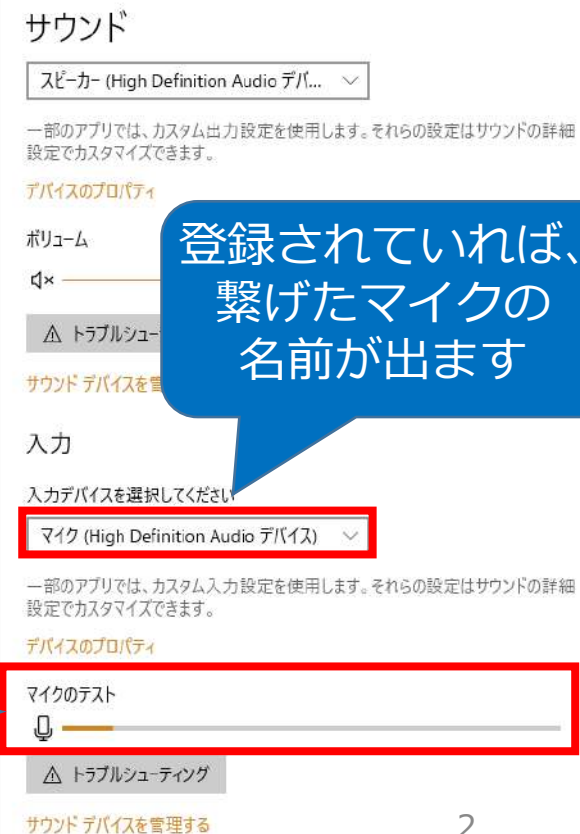 サウンド
スピーカー (High Definition Audio デバ...
一部のアプリでは、カスタム出力設定を使用します。それらの設定はサウンドの詳細
設定でカスタマイズできます。
デバイスのプロパティ
ボリューム
登録されていれば、
繋げたマイクの
名前が出ます
トラブルシュー
サウンド デバイスを管
入力
入力デバイスを選択してください
マイク (High Definition Audio デバイス)
一部のアプリでは、カスタム入力設定を使用します。それらの設定はサウンドの詳細
設定でカスタマイズできます。
デバイスのプロパティ
マイクのテスト
トラブルシューティング
サウンド デバイスを管理する
2